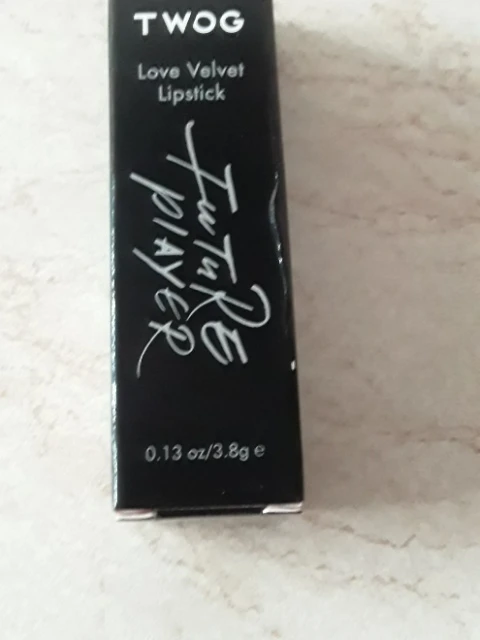 TWOG
Love Velvet
Lipstick
FUTURE
PLAYER
0.13 oz/3.8g e